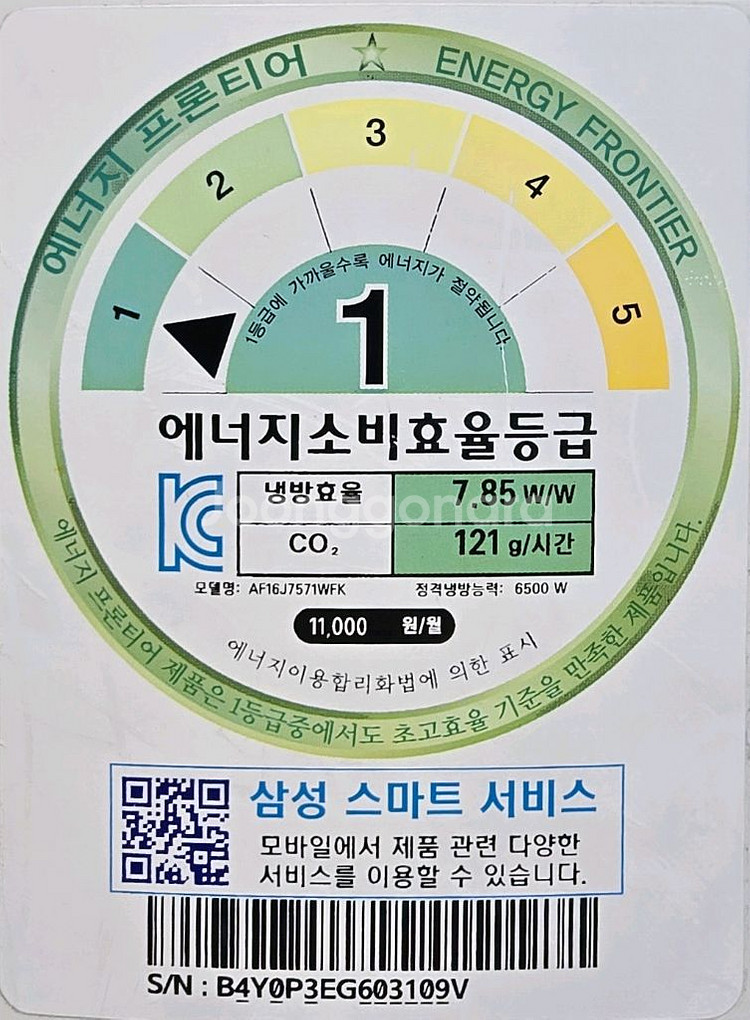 에너지 프론티어 ★ ENERGY FRONTIER
1 2 3 4 5
1등급에 가까울수록 에너지가 절약됩니다.
1
에너지소비효율등급
냉방효율 7.85 W/W
CO₂ 121 g/시간
모델명: AF16J7571WFK 정격냉방능력: 6500 W
11,000 원/월
에너지이용합리화법에 의한 표시
에너지 프론티어 제품은 1등급중에서도 초고효율 기준을 만족한 제품입니다.
joonggonara
삼성 스마트 서비스
모바일에서 제품 관련 다양한
서비스를 이용할 수 있습니다.
S/N : B4Y0P3EG603109V